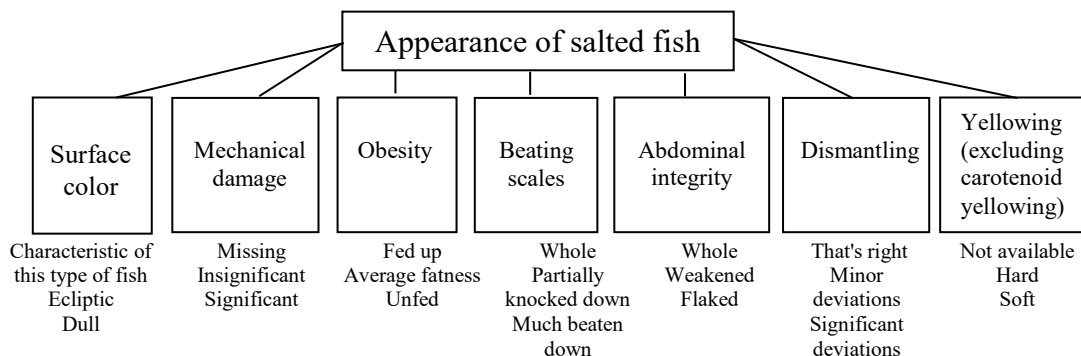 Appearance of salted fish
Surface
color
Mechanical
damage
Obesity
Beating
scales
Abdominal
integrity
Dismantling
Yellowing
(excluding
carotenoid
yellowing)
Characteristic of
this type of fish
Ecliptic
Dull
Missing
Insignificant
Significant
Fed up
Average fatness
Unfed
Whole
Partially
knocked down
Much beaten
down
Whole
Weakened
Flaked
That's right
Minor
deviations
Significant
deviations
Not available
Hard
Soft